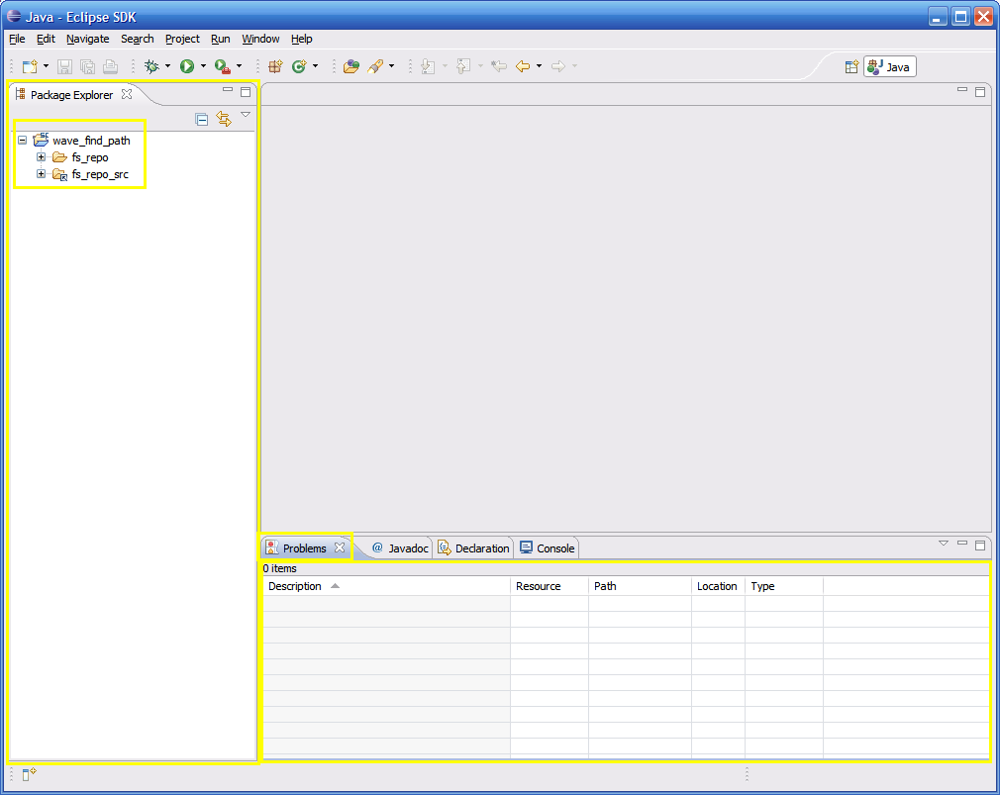 Java - Eclipse SDK
File Edit Navigate Search Project Run Window Help
Java
Package Explorer
wave_find_path
fs_repo
fs_repo_src
Problems @ Javadoc Declaration Console
0 items
Description Resource Path Location Type